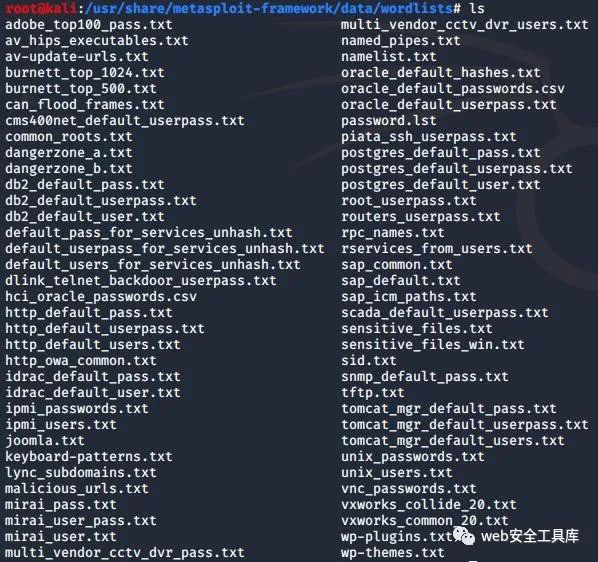 root@kali:/usr/share/metasploit-framework/data/wordlists# ls
adobe_top100_pass.txt multi_vendor_cctv_dvr_users.txt
av_hips_executables.txt named_pipes.txt
av-update-urls.txt namelist.txt
burnett_top_1024.txt oracle_default_hashes.txt
burnett_top_500.txt oracle_default_passwords.csv
can_flood_frames.txt oracle_default_userpass.txt
cms400net_default_userpass.txt password.lst
common_roots.txt piata_ssh_userpass.txt
dangerzone_a.txt postgres_default_pass.txt
dangerzone_b.txt postgres_default_userpass.txt
db2_default_pass.txt postgres_default_user.txt
db2_default_userpass.txt root_userpass.txt
db2_default_user.txt routers_userpass.txt
default_pass_for_services_unhash.txt rpc_names.txt
default_userpass_for_services_unhash.txt rservices_from_users.txt
default_users_for_services_unhash.txt sap_common.txt
dlink_telnet_backdoor_userpass.txt sap_default.txt
hci_oracle_passwords.csv sap_icm_paths.txt
http_default_pass.txt scada_default_userpass.txt
http_default_userpass.txt sensitive_files.txt
http_default_users.txt sensitive_files_win.txt
http_owa_common.txt sid.txt
idrac_default_pass.txt snmp_default_pass.txt
idrac_default_user.txt tftp.txt
ipmi_passwords.txt tomcat_mgr_default_pass.txt
ipmi_users.txt tomcat_mgr_default_userpass.txt
joomla.txt tomcat_mgr_default_users.txt
keyboard-patterns.txt unix_passwords.txt
lync_subdomains.txt unix_users.txt
malicious_urls.txt vnc_passwords.txt
mirai_pass.txt vxworks_collide_20.txt
mirai_user_pass.txt vxworks_common_20.txt
mirai_user.txt wp-plugins.txt web安全工具库
multi_vendor_cctv_dvr_pass.txt wp-themes.txt